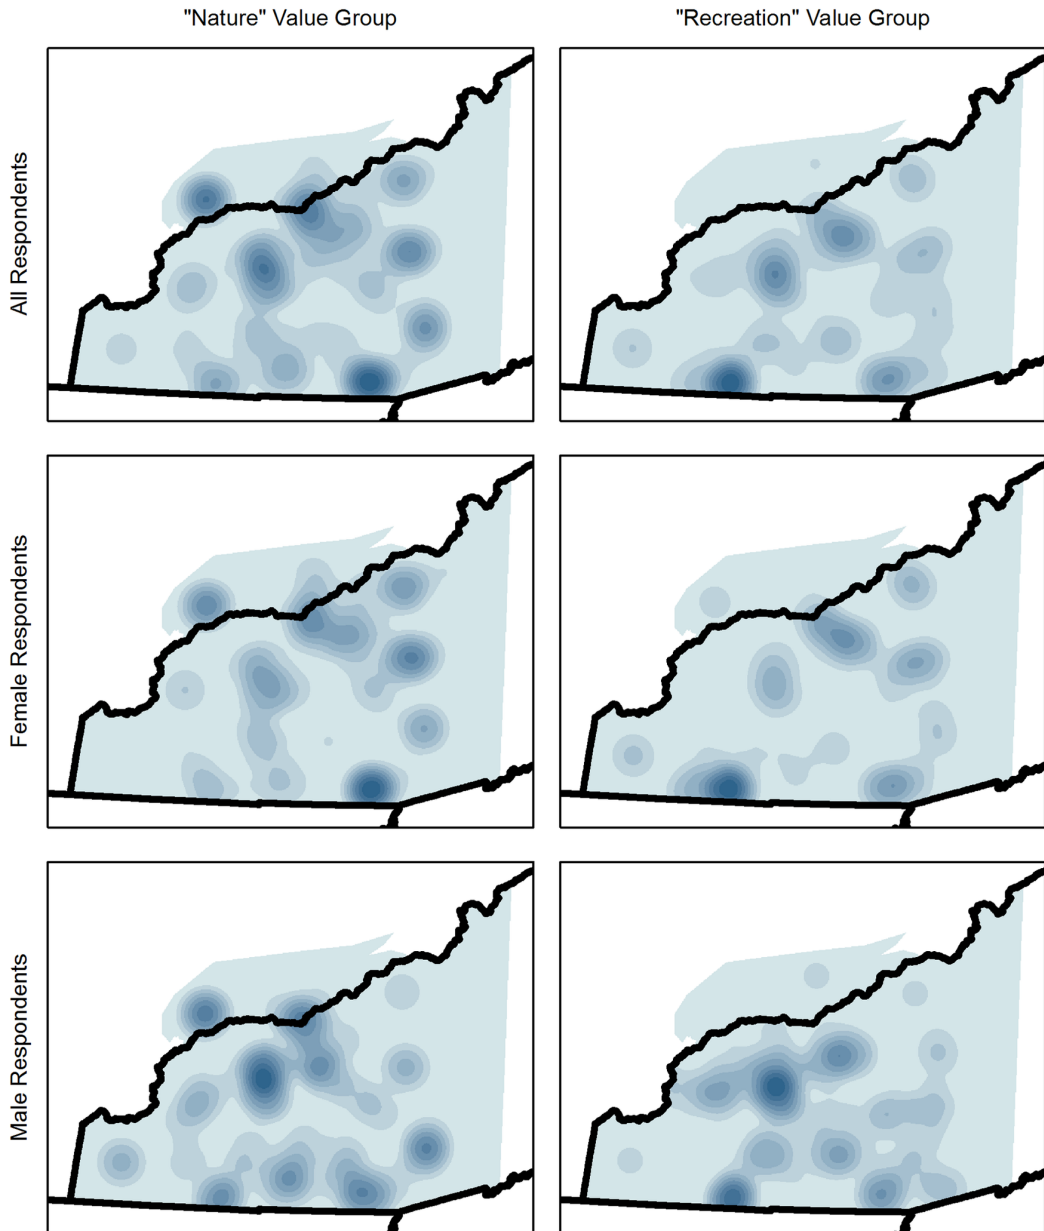 "Nature" Value Group
"Recreation" Value Group
All Respondents
Female Respondents
Male Respondents